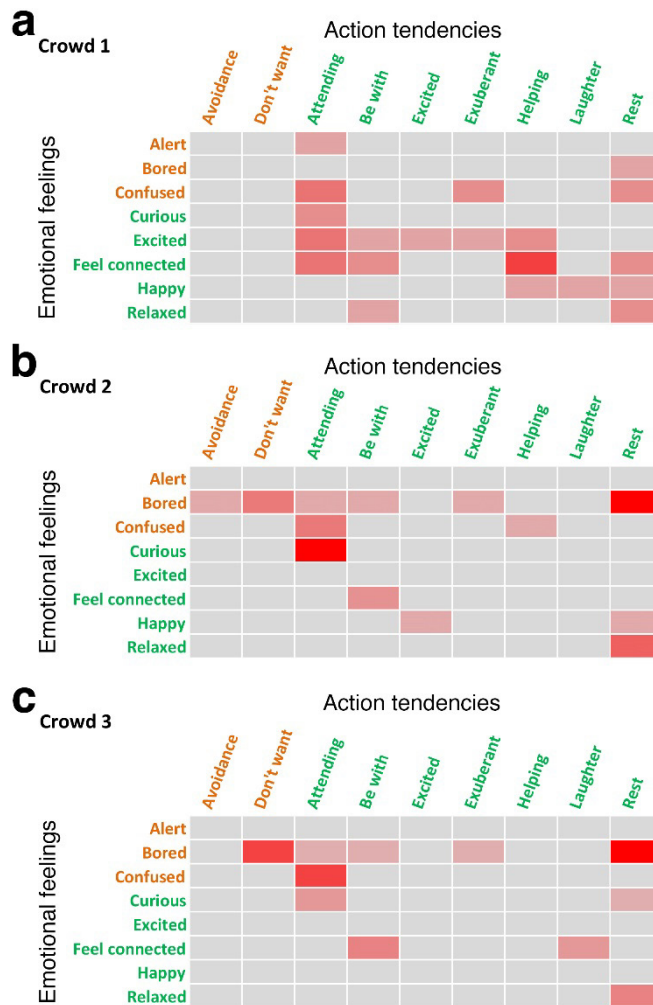 a
Crowd 1
Action tendencies
Avoidance
Don't want
Attending
Be with
Excited
Exuberant
Helping
Laughter
Rest
Emotional feelings
Alert
Bored
Confused
Curious
Excited
Feel connected
Happy
Relaxed
b
Crowd 2
Action tendencies
Avoidance
Don't want
Attending
Be with
Excited
Exuberant
Helping
Laughter
Rest
Emotional feelings
Alert
Bored
Confused
Curious
Excited
Feel connected
Happy
Relaxed
c
Crowd 3
Action tendencies
Avoidance
Don't want
Attending
Be with
Excited
Exuberant
Helping
Laughter
Rest
Emotional feelings
Alert
Bored
Confused
Curious
Excited
Feel connected
Happy
Relaxed